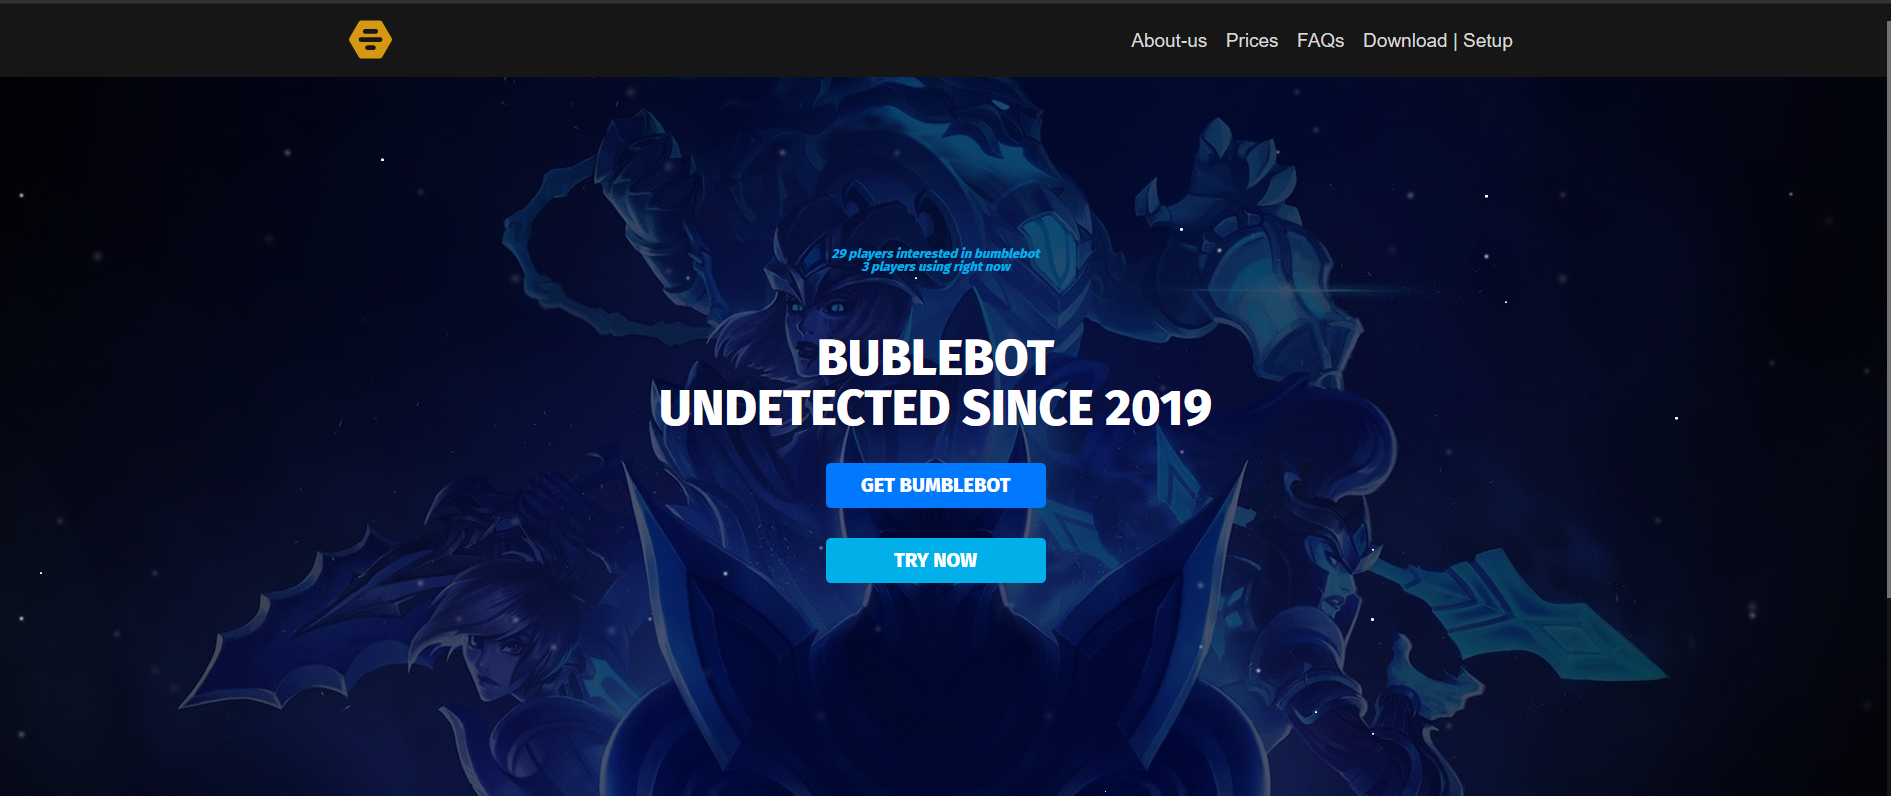 About-us Prices FAQs Download | Setup
29 players interested in bumblebot
3 players using right now
BUBLEBOT
UNDETECTED SINCE 2019
GET BUMBLEBOT
TRY NOW